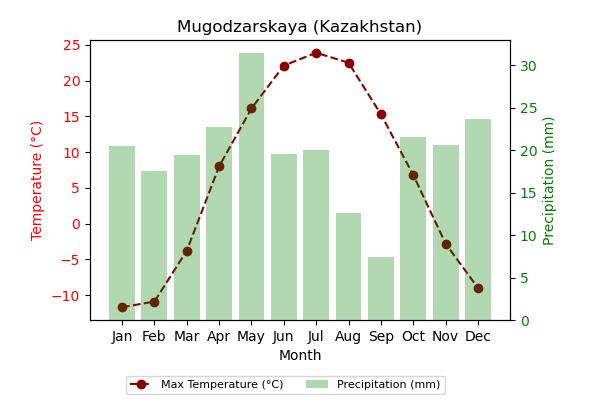 Mugodzarskaya (Kazakhstan)
25
20
15
10
5
0
−5
−10
Temperature (°C)
30
25
20
15
10
5
0
Precipitation (mm)
Jan Feb Mar Apr May Jun Jul Aug Sep Oct Nov Dec
Month
Max Temperature (°C) Precipitation (mm)